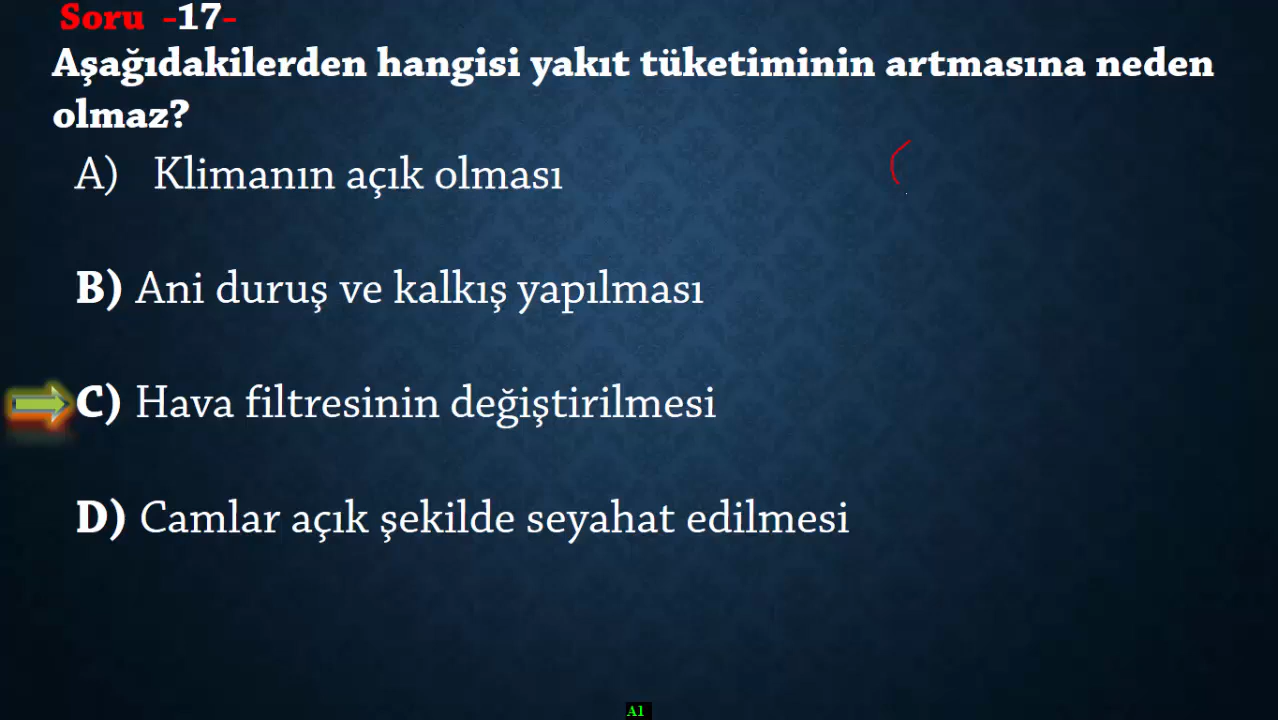 Soru -17-
Aşağıdakilerden hangisi yakıt tüketiminin artmasına neden
olmaz?
A) Klimanın açık olması
B) Ani duruş ve kalkış yapılması
C) Hava filtresinin değiştirilmesi
D) Camlar açık şekilde seyahat edilmesi
A1